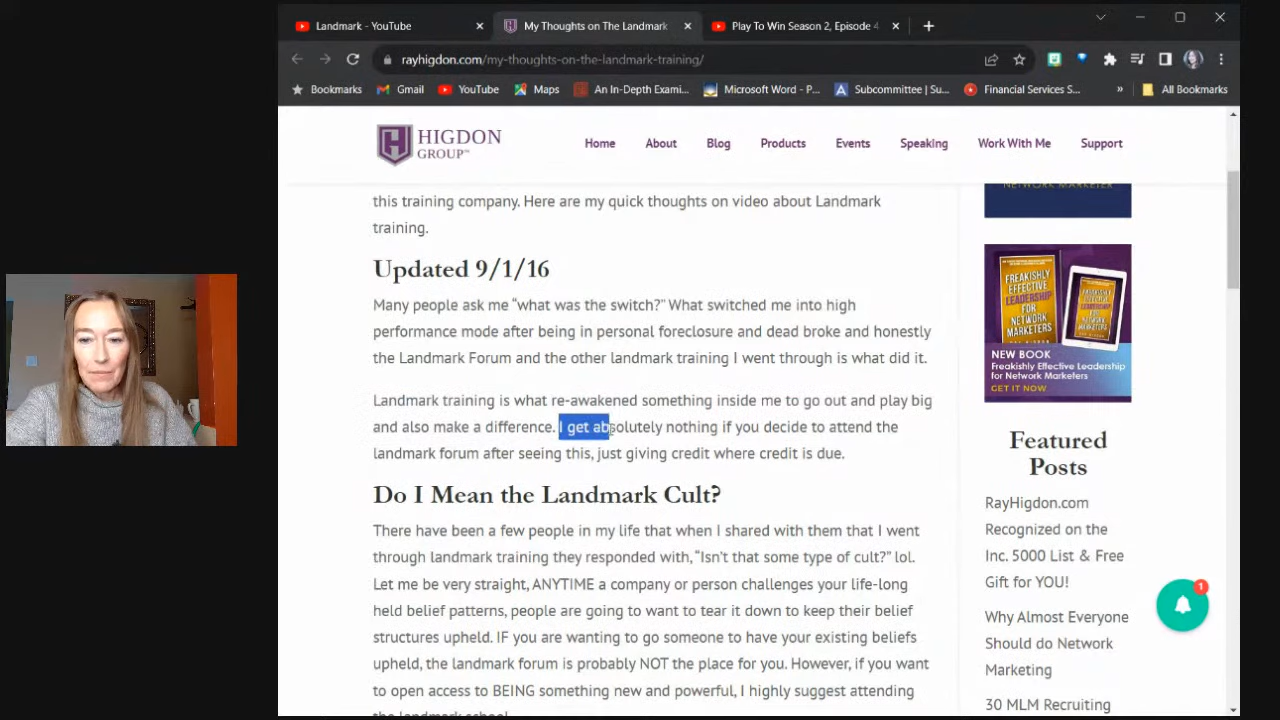 Landmark - YouTube
My Thoughts on The Landmark
Play To Win Season 2, Episode 4
rayhigdon.com/my-thoughts-on-the-landmark-training/
Bookmarks
Gmail
YouTube
Maps
An In-Depth Exami...
Microsoft Word - P...
Subcommittee | Su...
Financial Services S...
»
All Bookmarks
HIGDON
GROUP™
Home
About
Blog
Products
Events
Speaking
Work With Me
Support
this training company. Here are my quick thoughts on video about Landmark
training.
Updated 9/1/16
Many people ask me “what was the switch?” What switched me into high
performance mode after being in personal foreclosure and dead broke and honestly
the Landmark Forum and the other landmark training I went through is what did it.
Landmark training is what re-awakened something inside me to go out and play big
and also make a difference. I get absolutely nothing if you decide to attend the
landmark forum after seeing this, just giving credit where credit is due.
Do I Mean the Landmark Cult?
There have been a few people in my life that when I shared with them that I went
through landmark training they responded with, “Isn’t that some type of cult?” lol.
Let me be very straight, ANYTIME a company or person challenges your life-long
held belief patterns, people are going to want to tear it down to keep their belief
structures upheld. IF you are wanting to go someone to have your existing beliefs
upheld, the landmark forum is probably NOT the place for you. However, if you want
to open access to BEING something new and powerful, I highly suggest attending
the landmark school.
NETWORK MARKETER
FREAKISHLY
EFFECTIVE
LEADERSHIP
FOR
NETWORK
MARKETERS
NEW BOOK
Freakishly Effective Leadership
for Network Marketers
GET IT NOW
Featured
Posts
RayHigdon.com
Recognized on the
Inc. 5000 List & Free
Gift for YOU!
Why Almost Everyone
Should do Network
Marketing
30 MLM Recruiting
1